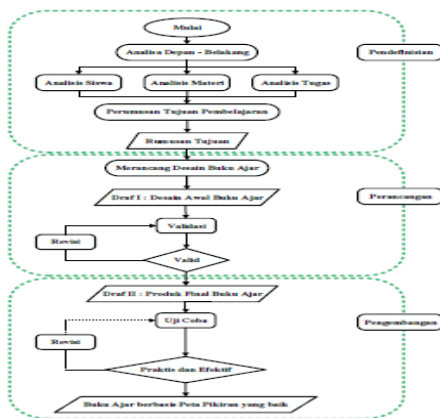 Mulai
Analisa Depan - Belakang
Pendefinisian
Analisis Siswa
Analisis Materi
Analisis Tugas
Perumusan Tujuan Pembelajaran
Rumusan Tujuan
Merancang Desain Buku Ajar
Draf I : Desain Awal Buku Ajar
Perancangan
Validasi
Revisi
Valid
Draf II : Produk Final Buku Ajar
Uji Coba
Pengembangan
Revisi
Praktis dan Efektif
Buku Ajar berbasis Peta Pikiran yang baik